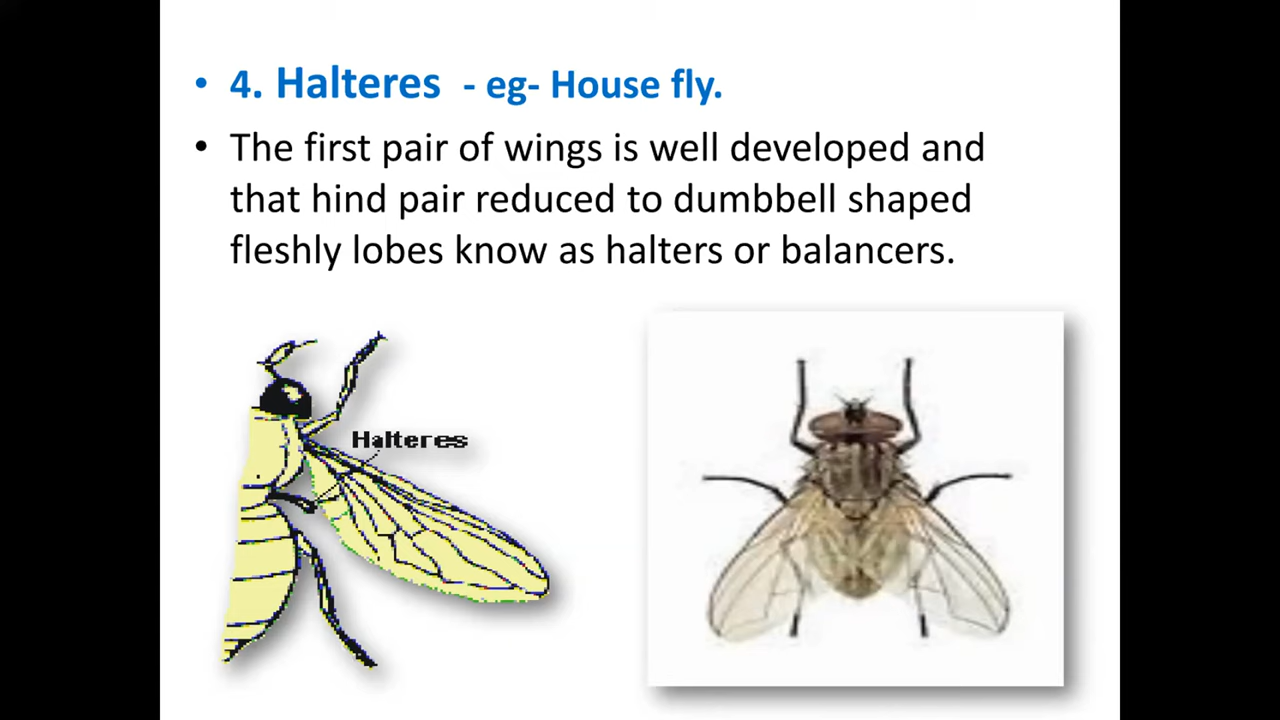 • 4. Halteres - eg- House fly.
• The first pair of wings is well developed and
that hind pair reduced to dumbbell shaped
fleshly lobes know as halters or balancers.
Halteres